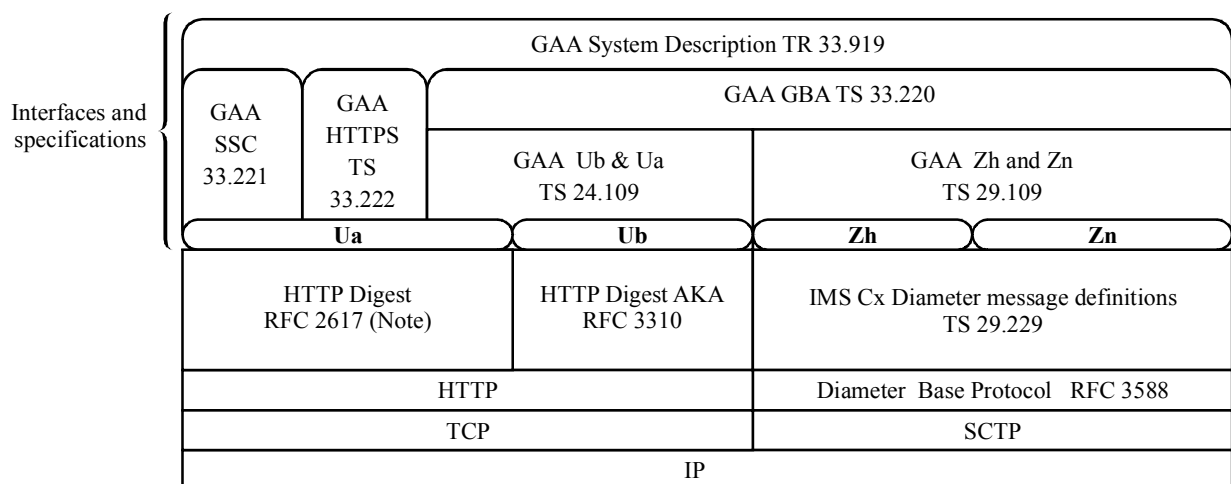 GAA System Description TR 33.919
Interfaces and
specifications
GAA
SSC
33.221
GAA
HTTPS
TS
33.222
GAA GBA TS 33.220
GAA Ub & Ua
TS 24.109
GAA Zh and Zn
TS 29.109
Ua
Ub
Zh
Zn
HTTP Digest
RFC 2617 (Note)
HTTP Digest AKA
RFC 3310
IMS Cx Diameter message definitions
TS 29.229
HTTP
Diameter Base Protocol RFC 3588
TCP
SCTP
IP